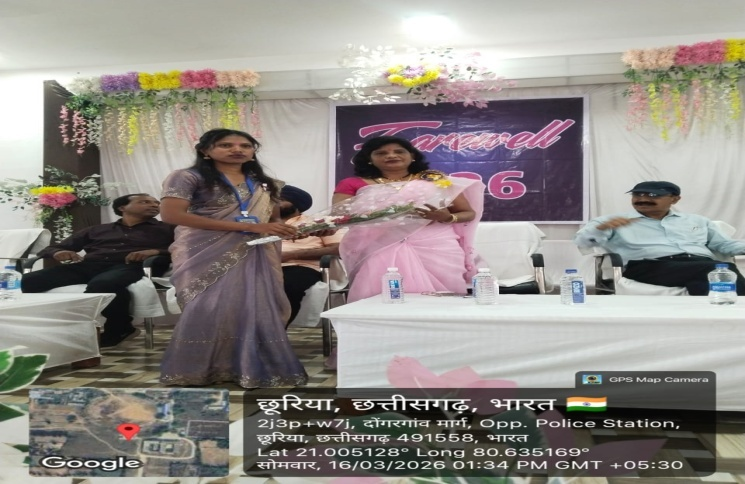 Farewell
GPS Map Camera
छूरिया, छत्तीसगढ़, भारत
2j3p+w7j, दोंगरगांव मार्ग, Opp. Police Station,
छूरिया, छत्तीसगढ़ 491558, भारत
Lat 21.005128° Long 80.635169°
सोमवार, 16/03/2026 01:34 PM GMT +05:30
Google